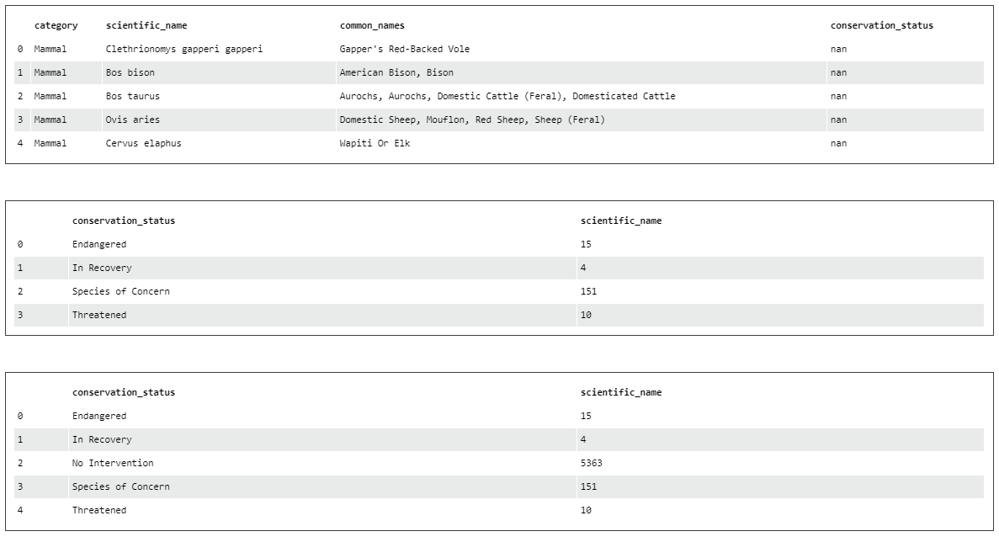 category scientific_name common_names conservation_status
0 Mammal Clethrionomys gapperi gapperi Gapper's Red-Backed Vole nan
1 Mammal Bos bison American Bison, Bison nan
2 Mammal Bos taurus Aurochs, Aurochs, Domestic Cattle (Feral), Domesticated Cattle nan
3 Mammal Ovis aries Domestic Sheep, Mouflon, Red Sheep, Sheep (Feral) nan
4 Mammal Cervus elaphus Wapiti Or Elk nan
conservation_status scientific_name
0 Endangered 15
1 In Recovery 4
2 Species of Concern 151
3 Threatened 10
conservation_status scientific_name
0 Endangered 15
1 In Recovery 4
2 No Intervention 5363
3 Species of Concern 151
4 Threatened 10